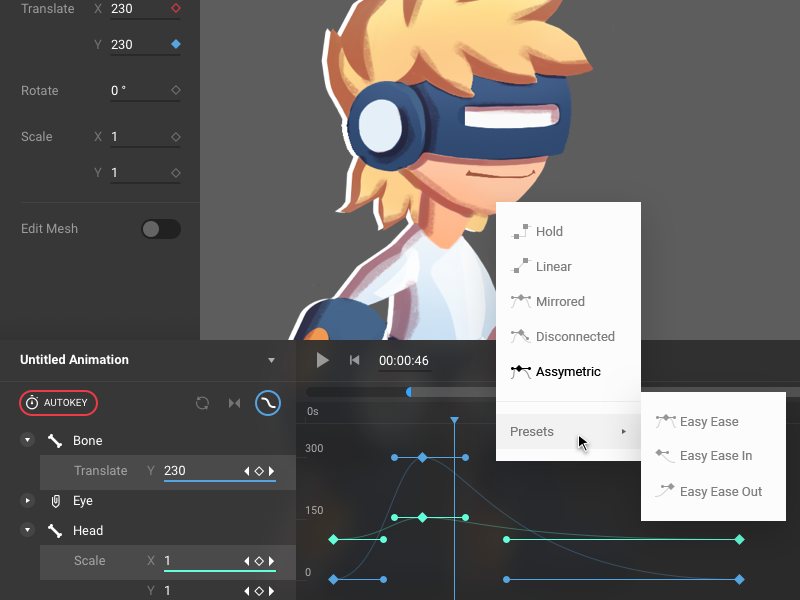 Translate X 230
Y 230
Rotate 0 °
Scale X 1
Y 1
Edit Mesh
Hold
Linear
Mirrored
Disconnected
Assymetric
Presets
Easy Ease
Easy Ease In
Easy Ease Out
Untitled Animation
00:00:46
AUTOKEY
0s
Bone
Translate Y 230
Eye
Head
Scale X 1
Y 1
300
150
0